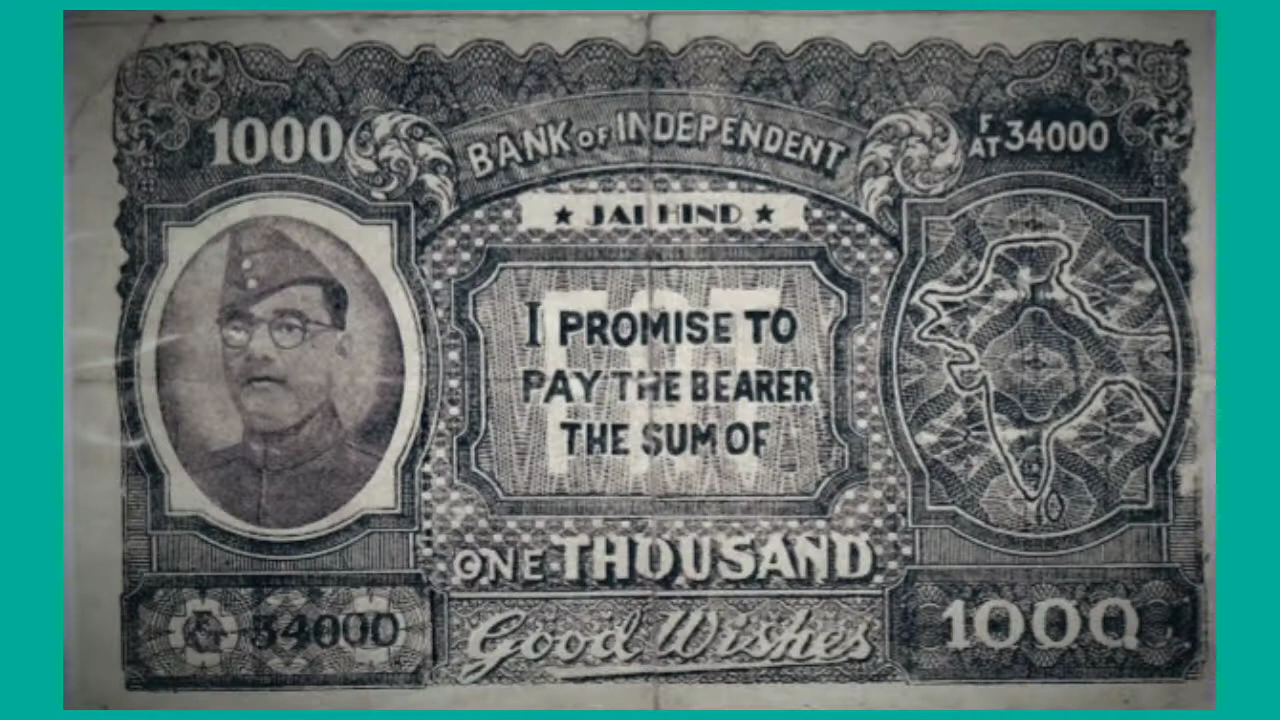 1000
BANK OF INDEPENDENT
F
AT 34000
★ JAI HIND ★
I PROMISE TO
PAY THE BEARER
THE SUM OF
ONE THOUSAND
34000
Good Wishes
1000